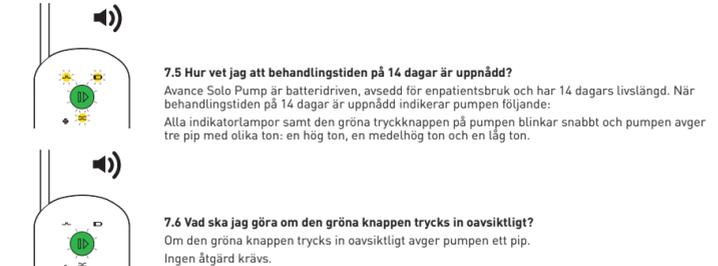 7.5 Hur vet jag att behandlingstiden på 14 dagar är uppnådd?
Avance Solo Pump är batteridriven, avsedd för enpatientsbruk och har 14 dagars livslängd. När
behandlingstiden på 14 dagar är uppnådd indikerar pumpen följande:
Alla indikatorlampor samt den gröna tryckknappen på pumpen blinkar snabbt och pumpen avger
tre pip med olika ton: en hög ton, en medelhög ton och en låg ton.
7.6 Vad ska jag göra om den gröna knappen trycks in oavsiktligt?
Om den gröna knappen trycks in oavsiktligt avger pumpen ett pip.
Ingen åtgärd krävs.